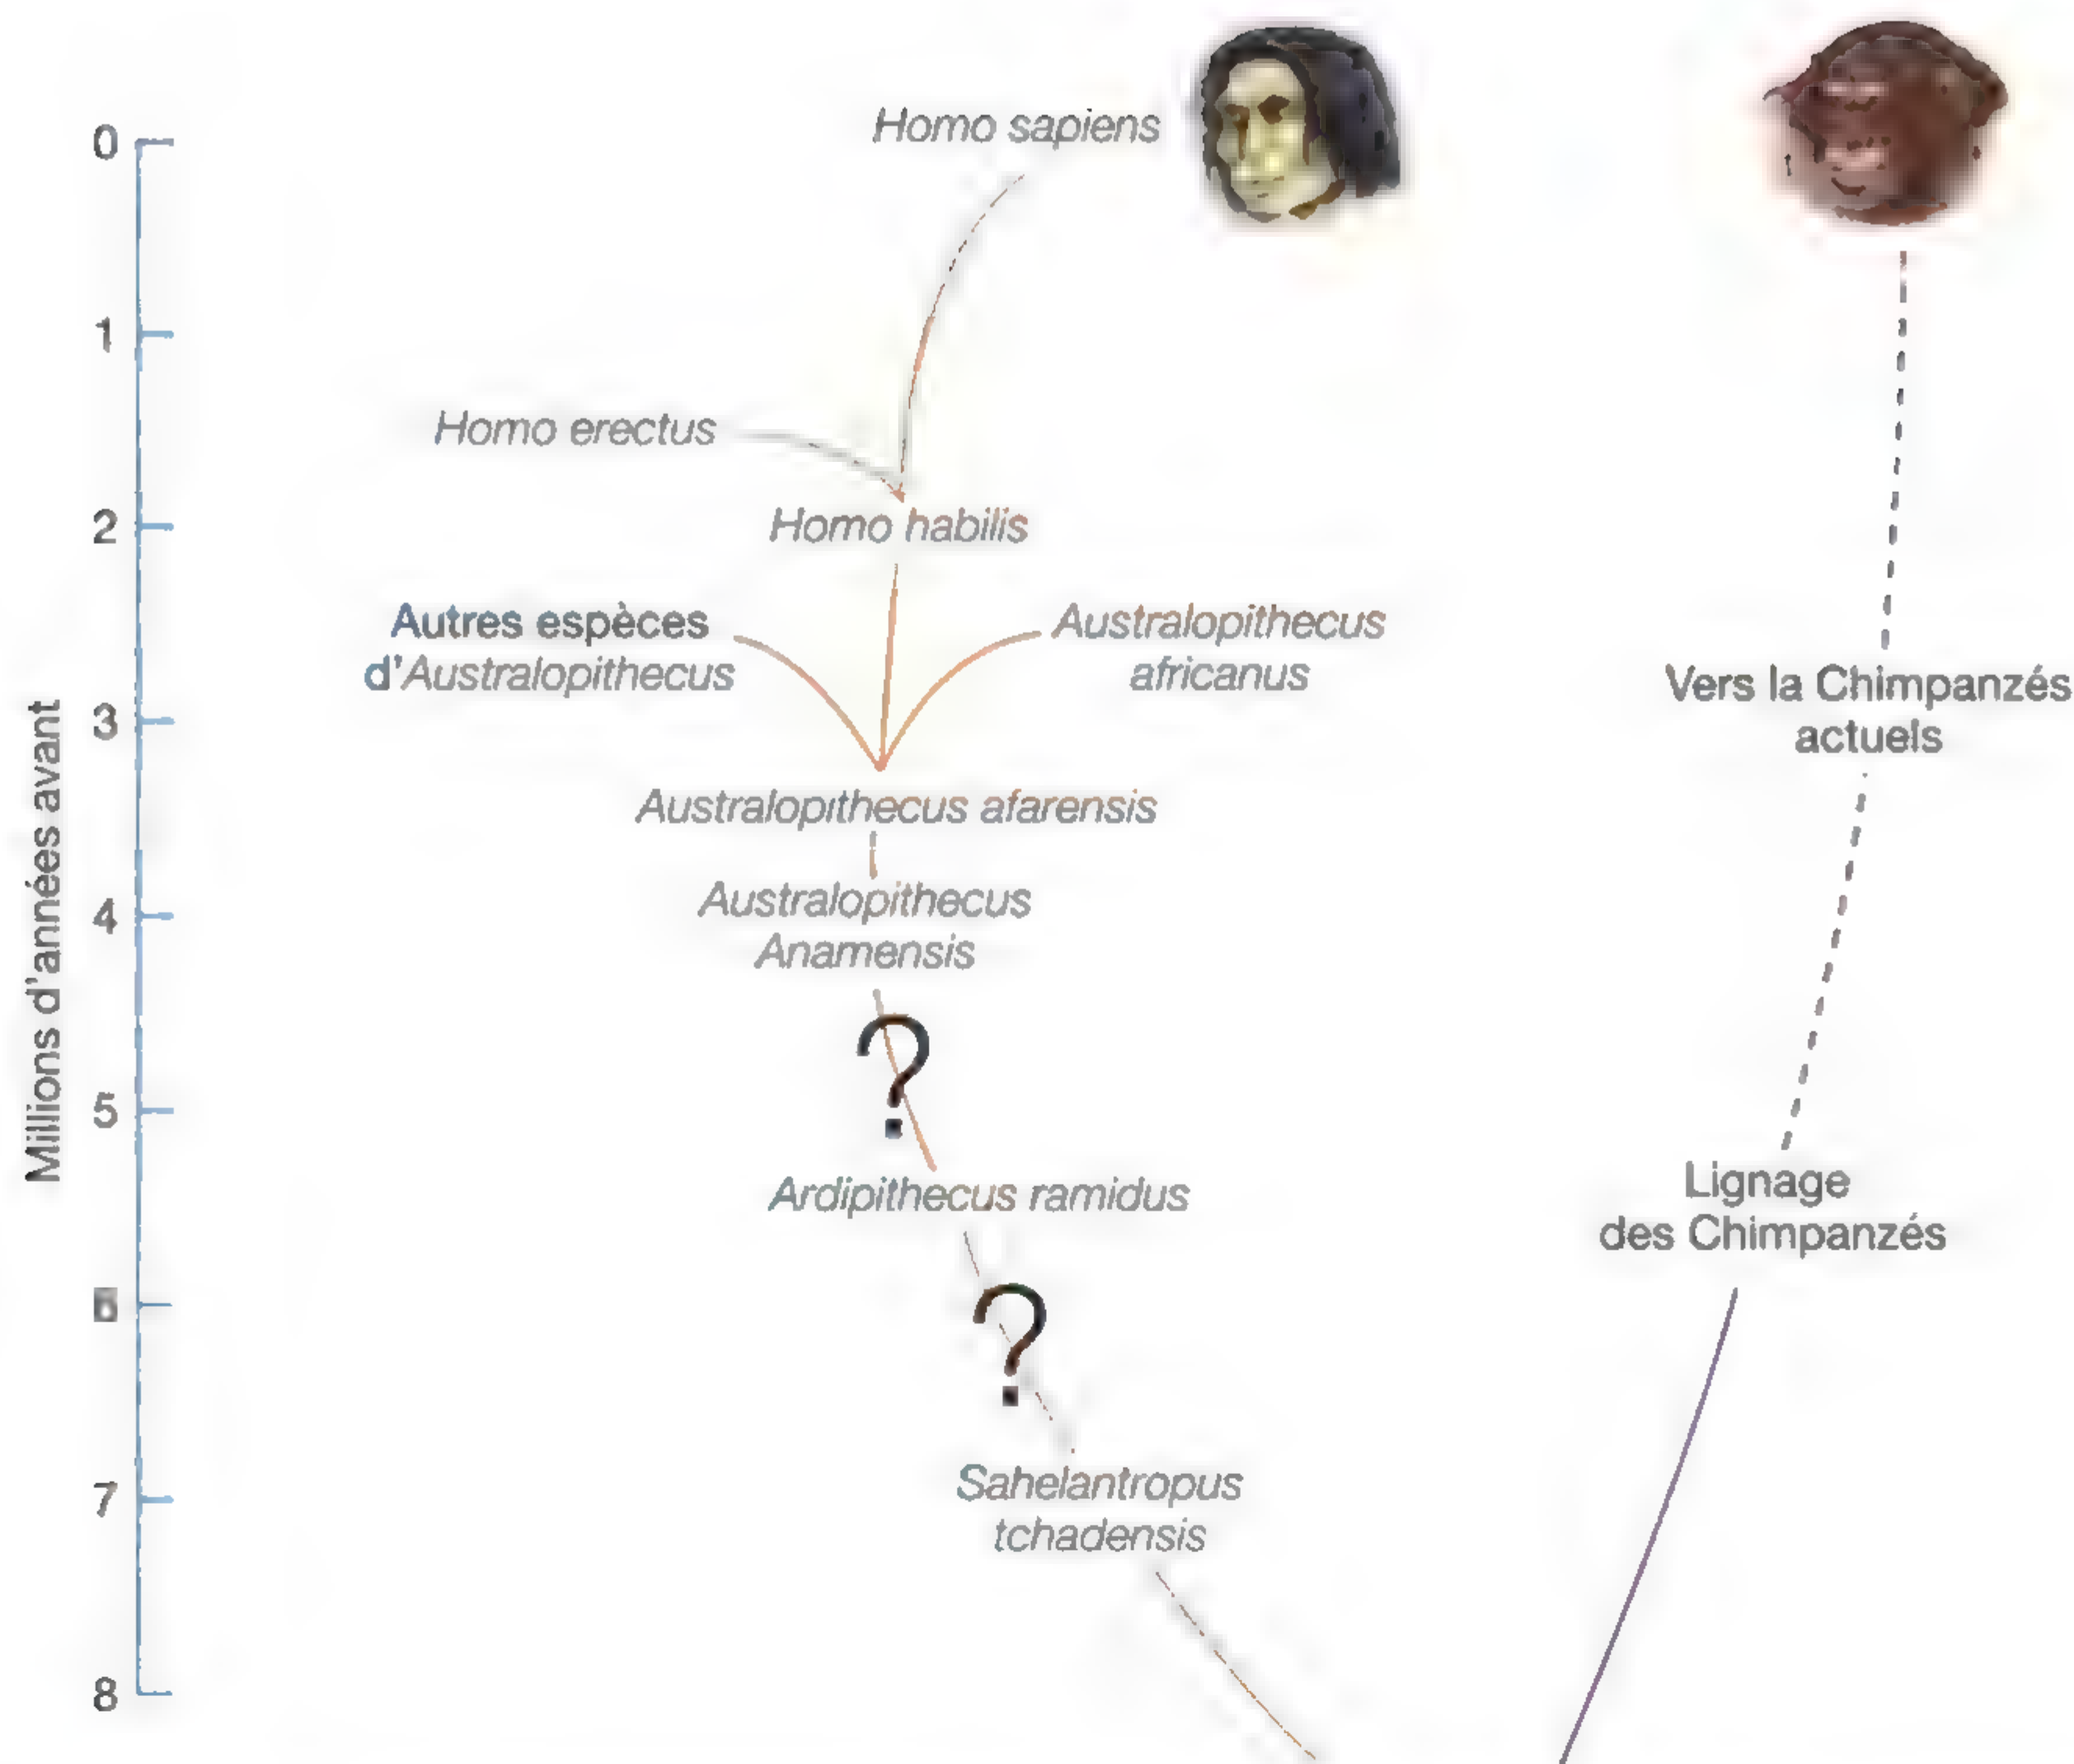 Homo sapiens
0
1
Homo erectus
2
Homo habilis
Autres espèces
d'Australopithecus
Australopithecus
africanus
Vers la Chimpanzés
actuels
3
Millions d'années avant
Australopithecus afarensis
4
Australopithecus
Anamensis
?
5
Ardipithecus ramidus
Lignage
des Chimpanzés
6
?
7
Sahelantropus
tchadensis
8